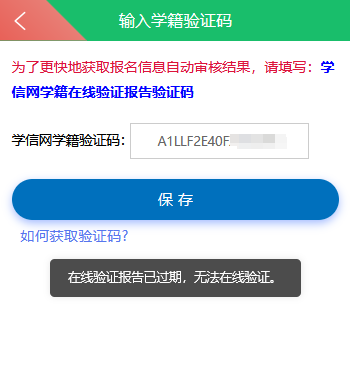 输入学籍验证码
为了更快地获取报名信息自动审核结果，请填写：学
信网学籍在线验证报告验证码
学信网学籍验证码：
A1LLF2E40F
保 存
如何获取验证码?
在线验证报告已过期，无法在线验证。